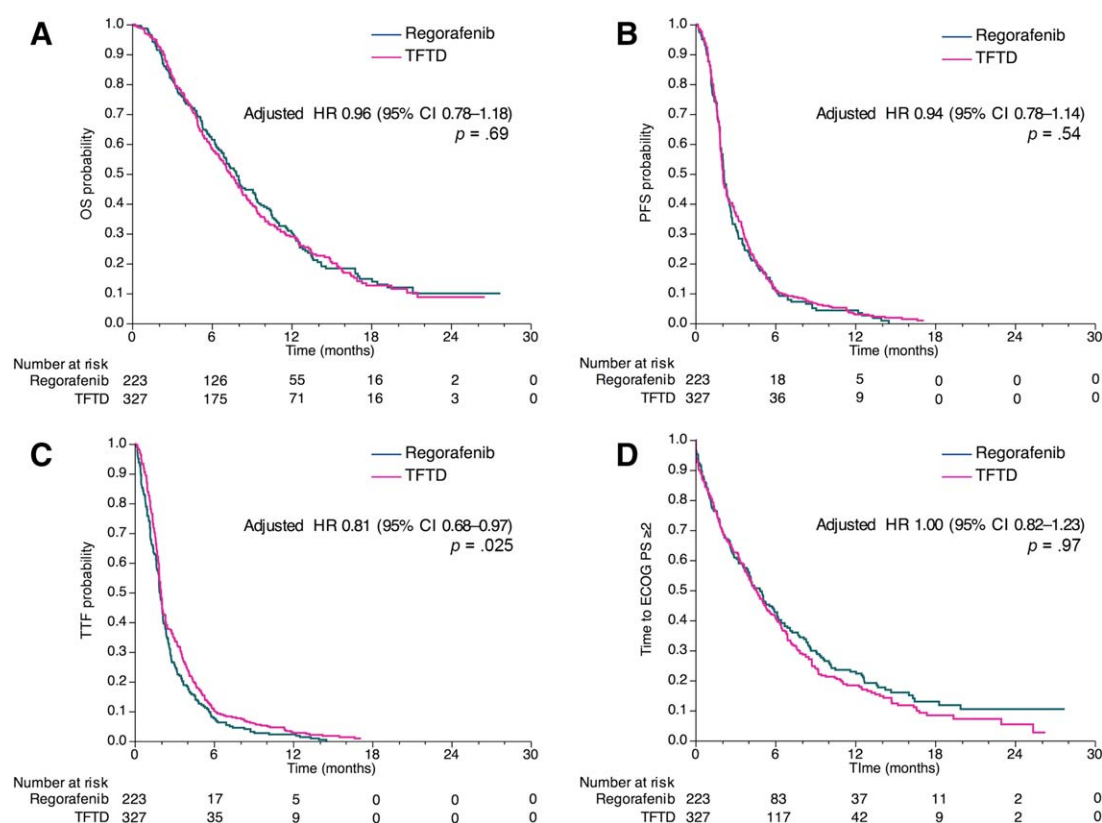 A
OS probability
1.0
0.9
0.8
0.7
0.6
0.5
0.4
0.3
0.2
0.1
0.0
Regorafenib
TFTD
Adjusted HR 0.96 (95% CI 0.78–1.18)
p = .69
0 6 12 18 24 30
Time (months)
Number at risk
Regorafenib 223 126 55 16 2 0
TFTD 327 175 71 16 3 0
B
PFS probability
1.0
0.9
0.8
0.7
0.6
0.5
0.4
0.3
0.2
0.1
0.0
Regorafenib
TFTD
Adjusted HR 0.94 (95% CI 0.78–1.14)
p = .54
0 6 12 18 24 30
Time (months)
Number at risk
Regorafenib 223 18 5 0 0 0
TFTD 327 36 9 0 0 0
C
TTF probability
1.0
0.9
0.8
0.7
0.6
0.5
0.4
0.3
0.2
0.1
0.0
Regorafenib
TFTD
Adjusted HR 0.81 (95% CI 0.68–0.97)
p = .025
0 6 12 18 24 30
Time (months)
Number at risk
Regorafenib 223 17 5 0 0 0
TFTD 327 35 9 0 0 0
D
Time to ECOG PS ≥2
1.0
0.9
0.8
0.7
0.6
0.5
0.4
0.3
0.2
0.1
0.0
Regorafenib
TFTD
Adjusted HR 1.00 (95% CI 0.82–1.23)
p = .97
0 6 12 18 24 30
TIme (months)
Number at risk
Regorafenib 223 83 37 11 2 0
TFTD 327 117 42 9 2 0